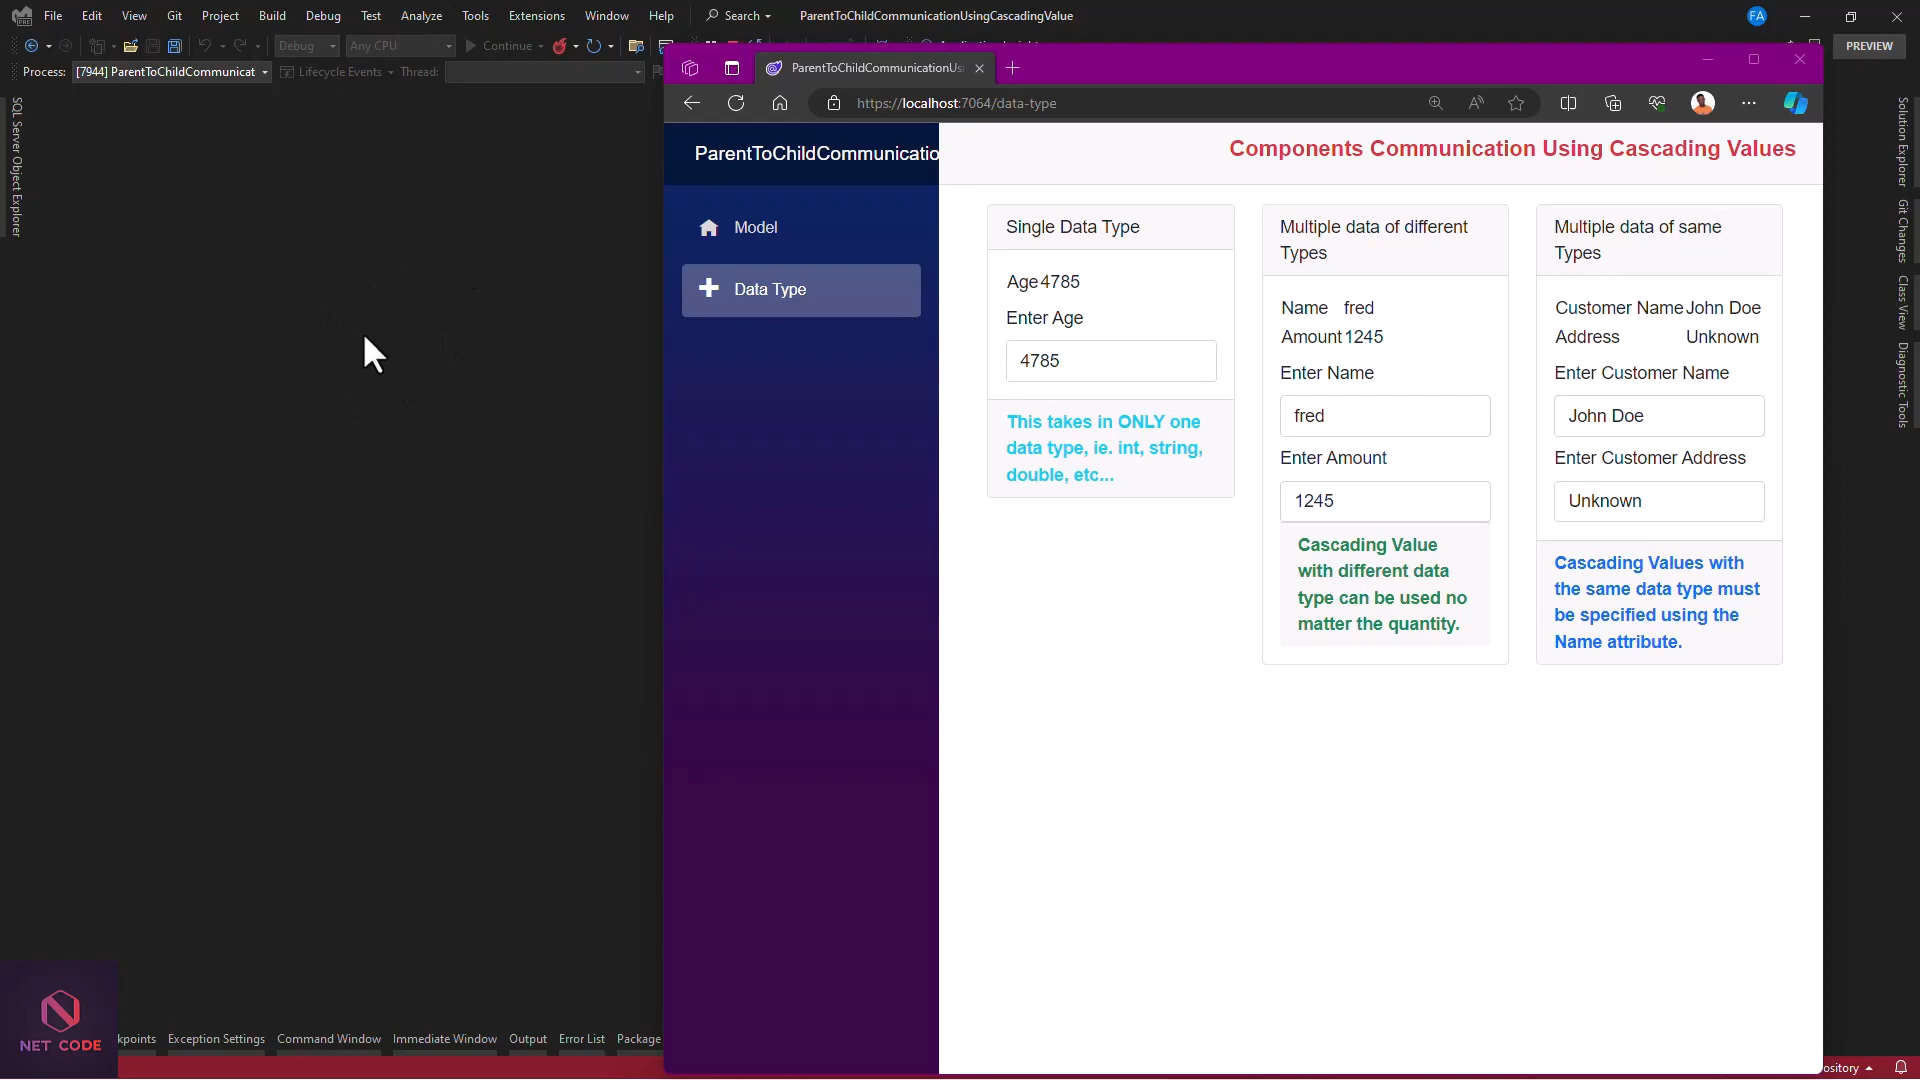 File Edit View Git Project Build Debug Test Analyze Tools Extensions Window Help Search ParentToChildCommunicationUsingCascadingValue FA
Debug Any CPU Continue PREVIEW
Process: [7944] ParentToChildCommunicat Lifecycle Events Thread:
SQL Server Object Explorer
ParentToChildCommunicationUsi
https://localhost:7064/data-type
ParentToChildCommunicatio
Model
Data Type
Components Communication Using Cascading Values
Single Data Type
Age 4785
Enter Age
4785
This takes in ONLY one
data type, ie. int, string,
double, etc...
Multiple data of different
Types
Name fred
Amount 1245
Enter Name
fred
Enter Amount
1245
Cascading Value
with different data
type can be used no
matter the quantity.
Multiple data of same
Types
Customer Name John Doe
Address Unknown
Enter Customer Name
John Doe
Enter Customer Address
Unknown
Cascading Values with
the same data type must
be specified using the
Name attribute.
Solution Explorer
Git Changes
Class View
Diagnostic Tools
NET CODE
kpoints Exception Settings Command Window Immediate Window Output Error List Package
ository